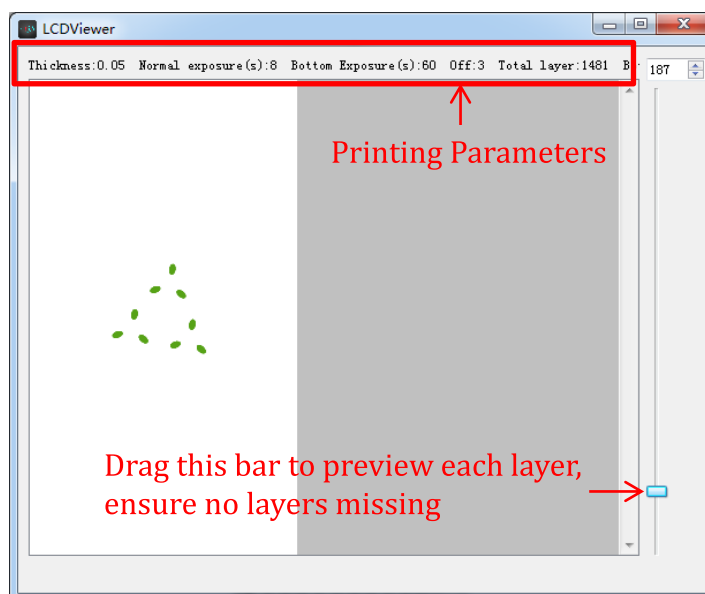 LCDViewer
Thickness:0.05 Normal exposure(s):8 Bottom Exposure(s):60 Off:3 Total layer:1481
187
Printing Parameters
Drag this bar to preview each layer,
ensure no layers missing